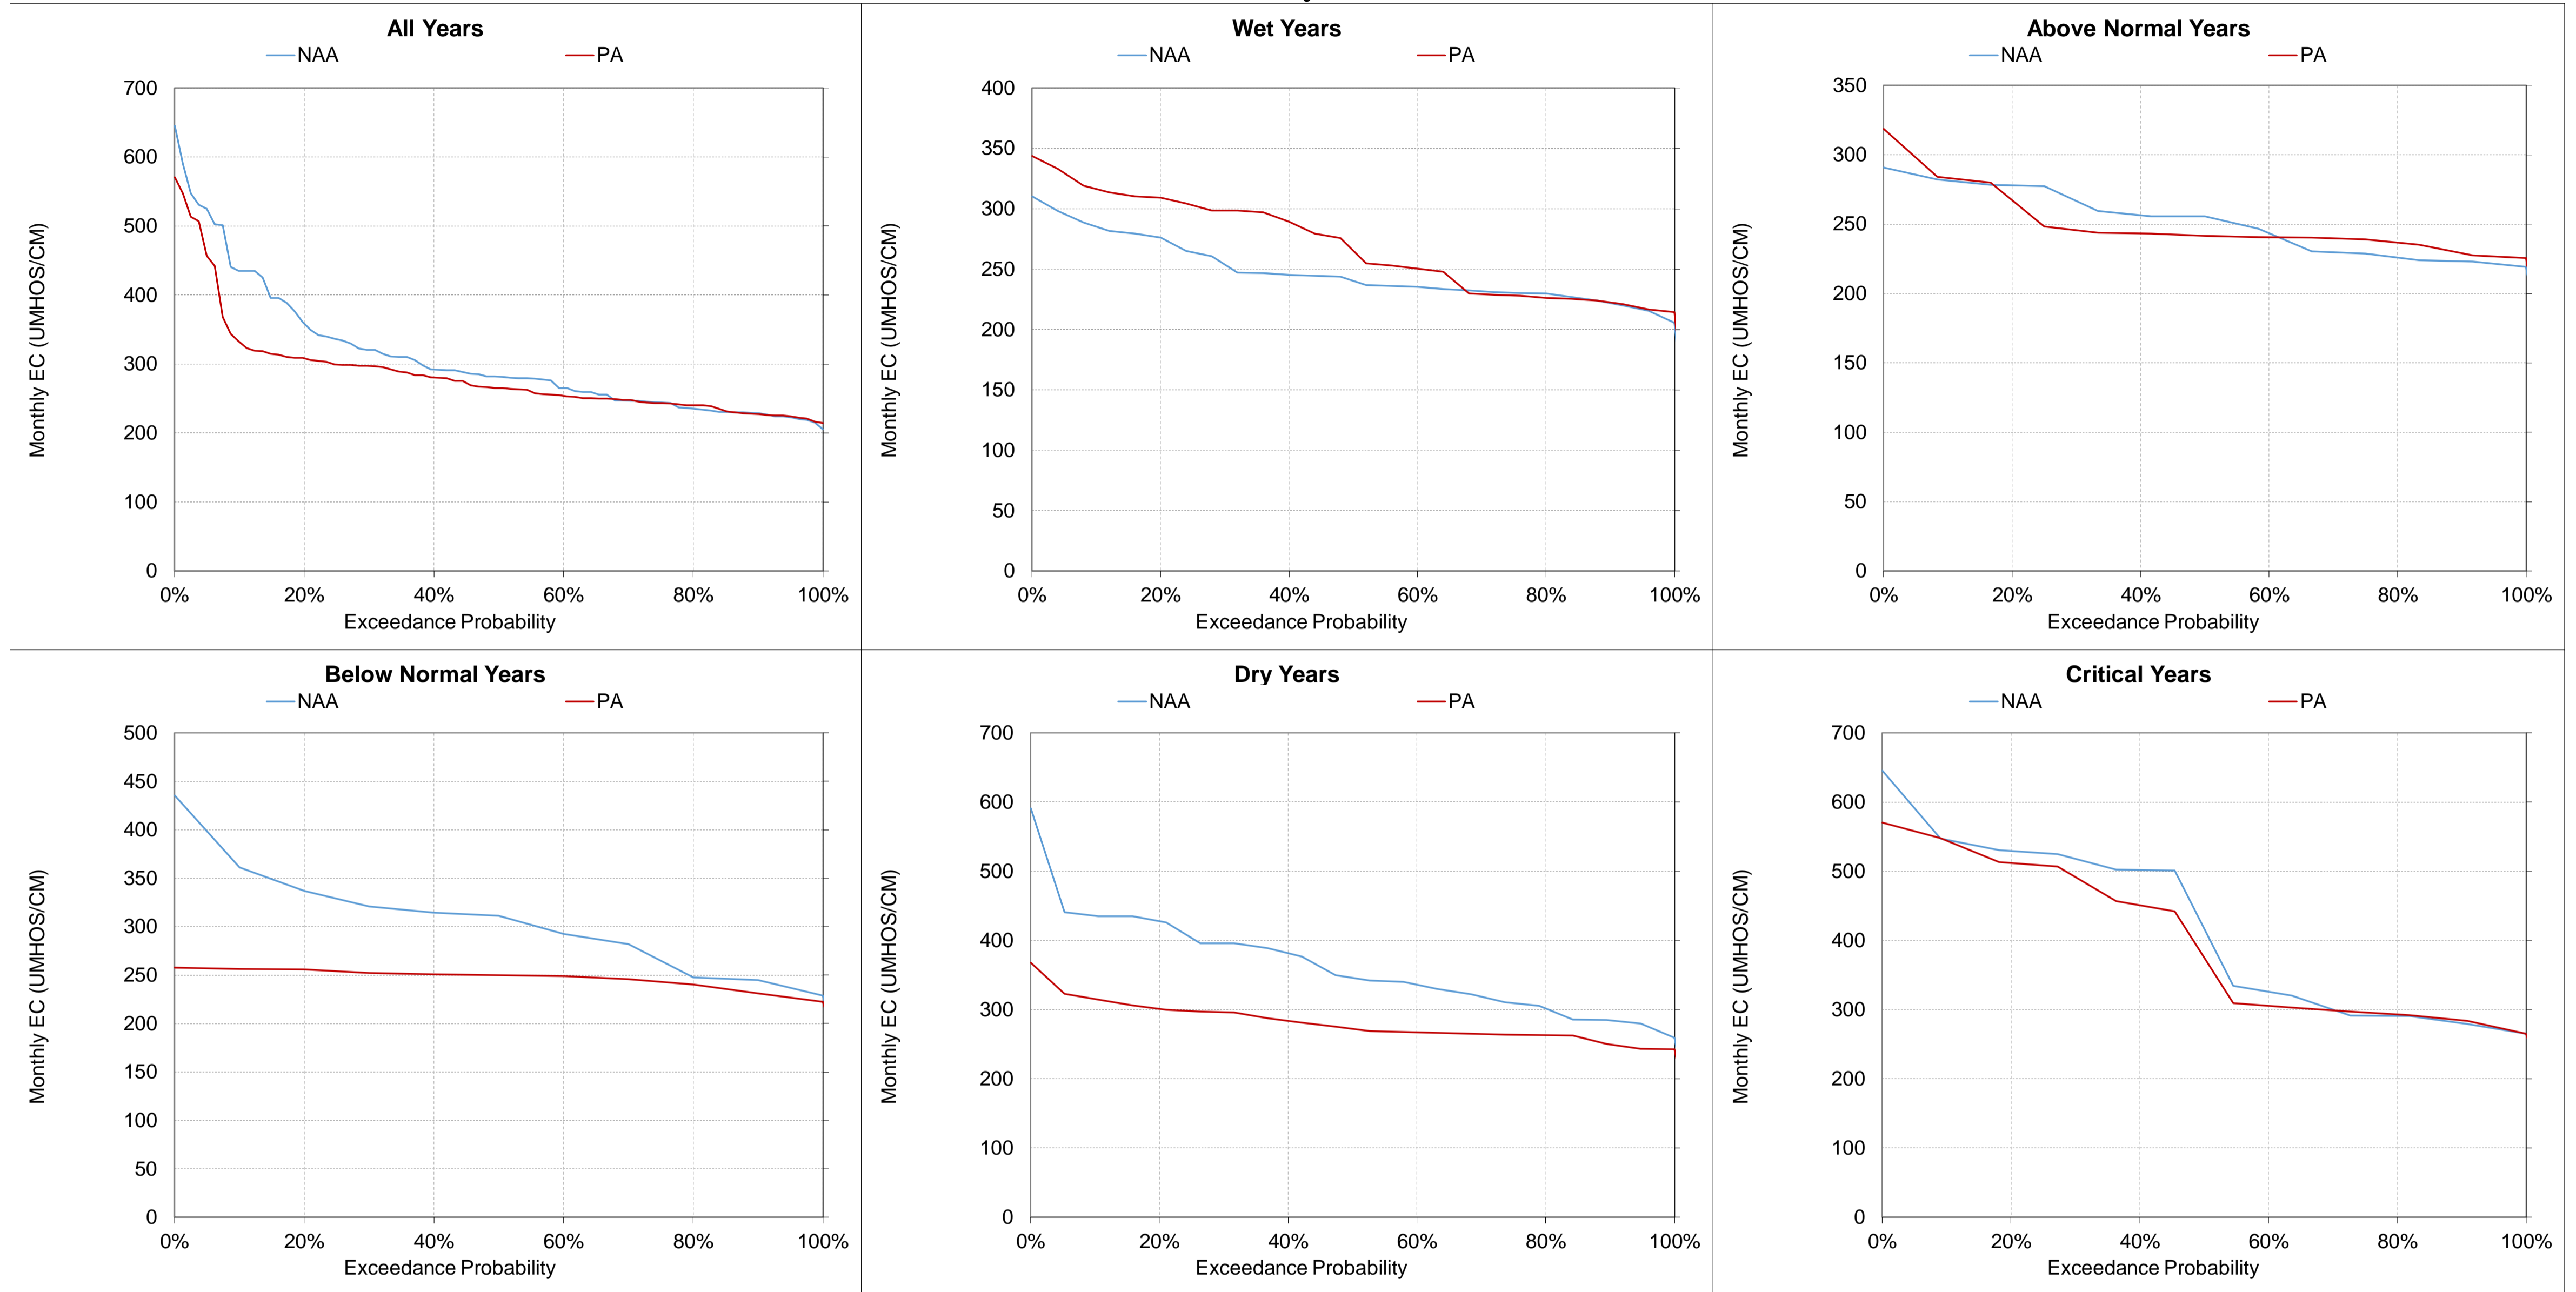 All Years
NAA PA
Monthly EC (UMHOS/CM)
700
600
500
400
300
200
100
0
0% 20% 40% 60% 80% 100%
Exceedance Probability
Wet Years
NAA PA
Monthly EC (UMHOS/CM)
400
350
300
250
200
150
100
50
0
0% 20% 40% 60% 80% 100%
Exceedance Probability
Above Normal Years
NAA PA
Monthly EC (UMHOS/CM)
350
300
250
200
150
100
50
0
0% 20% 40% 60% 80% 100%
Exceedance Probability
Below Normal Years
NAA PA
Monthly EC (UMHOS/CM)
500
450
400
350
300
250
200
150
100
50
0
0% 20% 40% 60% 80% 100%
Exceedance Probability
Dry Years
NAA PA
Monthly EC (UMHOS/CM)
700
600
500
400
300
200
100
0
0% 20% 40% 60% 80% 100%
Exceedance Probability
Critical Years
NAA PA
Monthly EC (UMHOS/CM)
700
600
500
400
300
200
100
0
0% 20% 40% 60% 80% 100%
Exceedance Probability